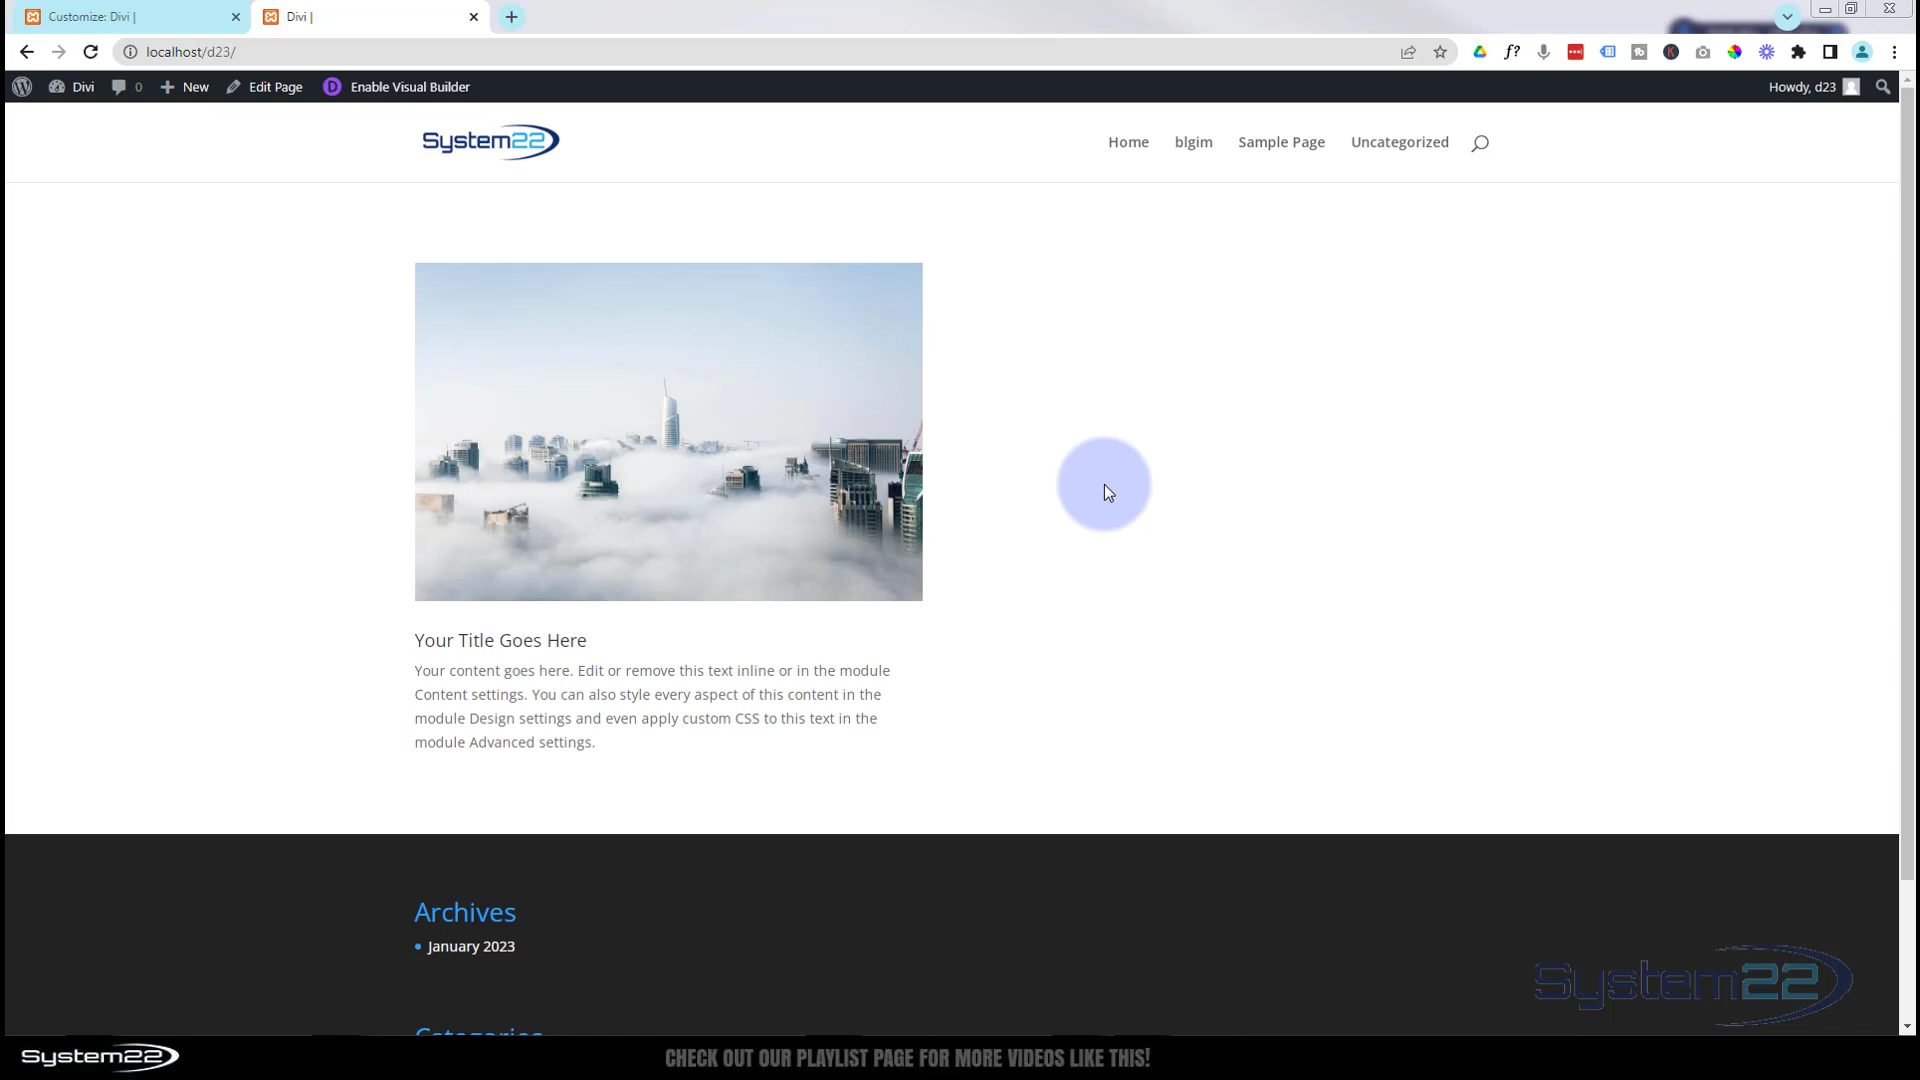 Customize: Divi |
Divi |
localhost/d23/
Divi
0
New
Edit Page
Enable Visual Builder
Howdy, d23
System22
Home
blgim
Sample Page
Uncategorized
Your Title Goes Here
Your content goes here. Edit or remove this text inline or in the module
Content settings. You can also style every aspect of this content in the
module Design settings and even apply custom CSS to this text in the
module Advanced settings.
Archives
January 2023
Categories
System22
System22
CHECK OUT OUR PLAYLIST PAGE FOR MORE VIDEOS LIKE THIS!